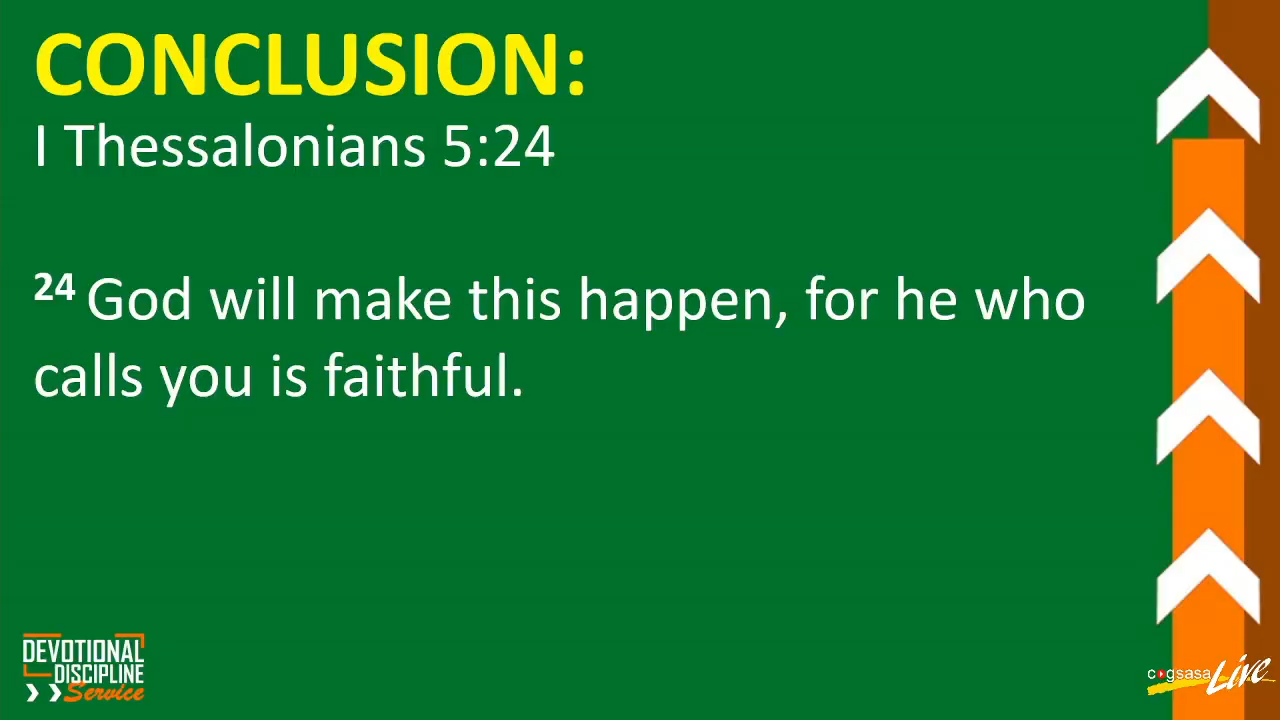 CONCLUSION:
I Thessalonians 5:24
24 God will make this happen, for he who
calls you is faithful.
DEVOTIONAL
DISCIPLINE
Service
cogsasa Live